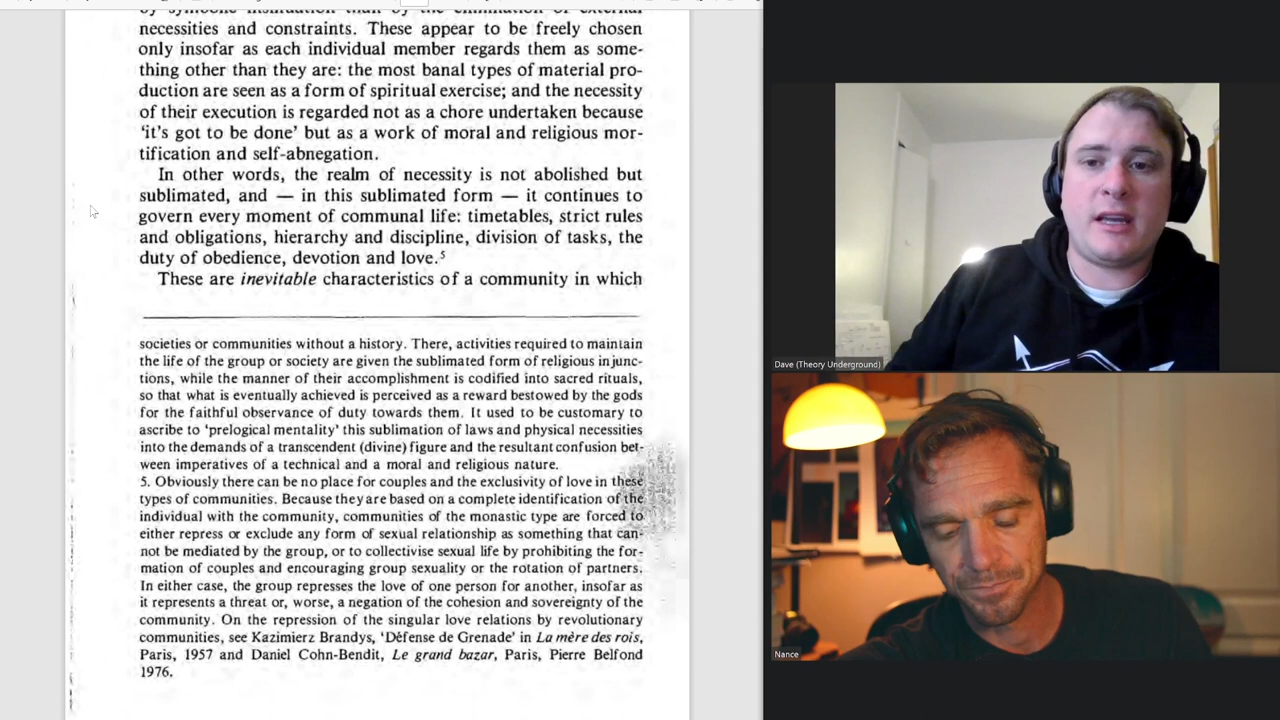 by symbolic insinuation than by the elimination of external
necessities and constraints. These appear to be freely chosen
only insofar as each individual member regards them as some-
thing other than they are: the most banal types of material pro-
duction are seen as a form of spiritual exercise; and the necessity
of their execution is regarded not as a chore undertaken because
‘it’s got to be done’ but as a work of moral and religious mor-
tification and self-abnegation.
In other words, the realm of necessity is not abolished but
sublimated, and — in this sublimated form — it continues to
govern every moment of communal life: timetables, strict rules
and obligations, hierarchy and discipline, division of tasks, the
duty of obedience, devotion and love.⁵
These are inevitable characteristics of a community in which
societies or communities without a history. There, activities required to maintain
the life of the group or society are given the sublimated form of religious injunc-
tions, while the manner of their accomplishment is codified into sacred rituals,
so that what is eventually achieved is perceived as a reward bestowed by the gods
for the faithful observance of duty towards them. It used to be customary to
ascribe to ‘prelogical mentality’ this sublimation of laws and physical necessities
into the demands of a transcendent (divine) figure and the resultant confusion bet-
ween imperatives of a technical and a moral and religious nature.
5. Obviously there can be no place for couples and the exclusivity of love in these
types of communities. Because they are based on a complete identification of the
individual with the community, communities of the monastic type are forced to
either repress or exclude any form of sexual relationship as something that can-
not be mediated by the group, or to collectivise sexual life by prohibiting the for-
mation of couples and encouraging group sexuality or the rotation of partners.
In either case, the group represses the love of one person for another, insofar as
it represents a threat or, worse, a negation of the cohesion and sovereignty of the
community. On the repression of the singular love relations by revolutionary
communities, see Kazimierz Brandys, ‘Défense de Grenade’ in La mère des rois,
Paris, 1957 and Daniel Cohn-Bendit, Le grand bazar, Paris, Pierre Belfond
1976.
Dave (Theory Underground)
Nance